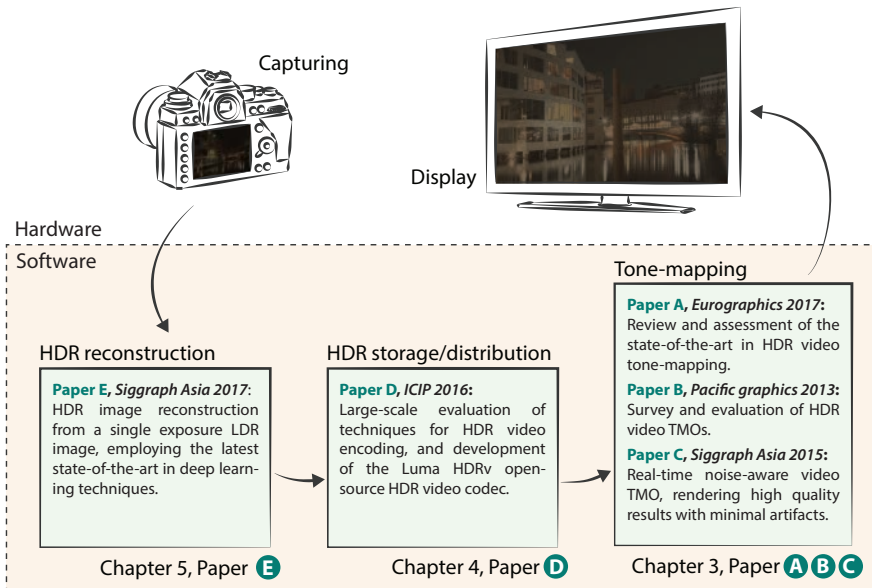 Capturing
Display
Hardware
Software
HDR reconstruction
Paper E, Siggraph Asia 2017:
HDR image reconstruction
from a single exposure LDR
image, employing the latest
state-of-the-art in deep learn-
ing techniques.
Chapter 5, Paper E
HDR storage/distribution
Paper D, ICIP 2016:
Large-scale evaluation of
techniques for HDR video
encoding, and development
of the Luma HDRv open-
source HDR video codec.
Chapter 4, Paper D
Tone-mapping
Paper A, Eurographics 2017:
Review and assessment of the
state-of-the-art in HDR video
tone-mapping.
Paper B, Pacific graphics 2013:
Survey and evaluation of HDR
video TMOs.
Paper C, Siggraph Asia 2015:
Real-time noise-aware video
TMO, rendering high quality
results with minimal artifacts.
Chapter 3, Paper A B C